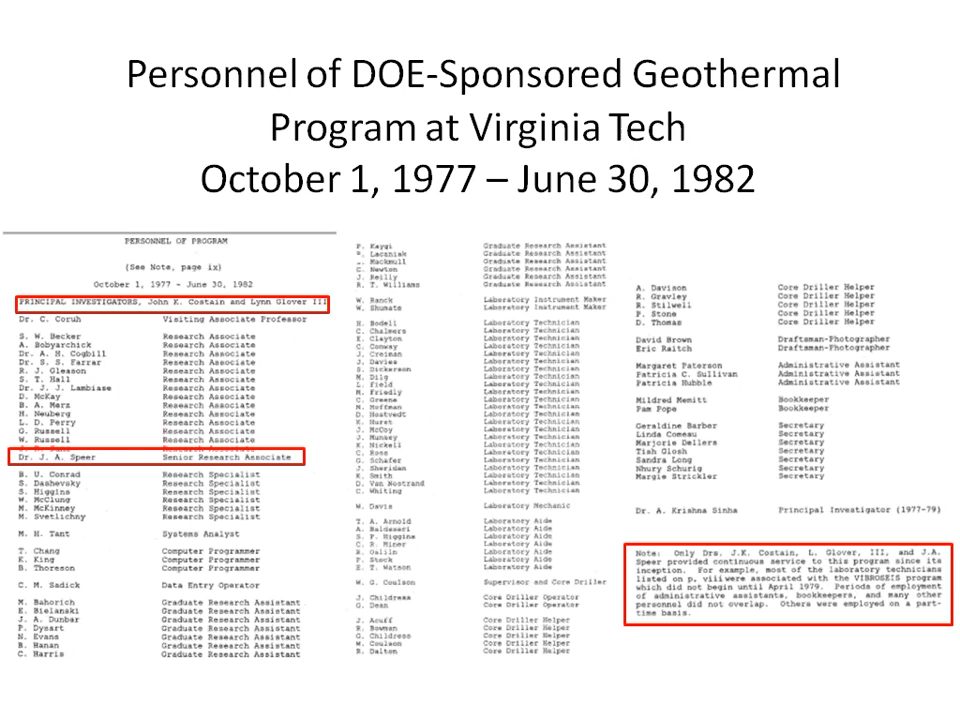 Personnel of DOE-Sponsored Geothermal
Program at Virginia Tech
October 1, 1977 – June 30, 1982
PERSONNEL OF PROGRAM
(See Note, page ix)
October 1, 1977 - June 30, 1982
PRINCIPAL INVESTIGATORS, John K. Costain and Lynn Glover III
Dr. C. Coruh Visiting Associate Professor
S. W. Becker Research Associate
A. Bobyarchick Research Associate
Dr. A. H. Cogbill Research Associate
Dr. S. S. Farrar Research Associate
R. J. Gleason Research Associate
S. T. Hall Research Associate
Dr. J. J. Lambiase Research Associate
D. McKay Research Associate
B. A. Merz Research Associate
H. Neuberg Research Associate
L. D. Perry Research Associate
G. Russell Research Associate
W. Russell Research Associate
Research Associate
Dr. J. A. Speer Senior Research Associate
B. U. Conrad Research Specialist
S. Dashevsky Research Specialist
S. Higgins Research Specialist
W. McClung Research Specialist
M. McKinney Research Specialist
M. Svetlichny Research Specialist
M. H. Tant Systems Analyst
T. Chang Computer Programmer
K. King Computer Programmer
B. Thoreson Computer Programmer
C. M. Sadick Data Entry Operator
M. Bahorich Graduate Research Assistant
E. Bielanski Graduate Research Assistant
J. A. Dunbar Graduate Research Assistant
P. Dysart Graduate Research Assistant
N. Evans Graduate Research Assistant
B. Hanan Graduate Research Assistant
C. Harris Graduate Research Assistant
P. Kaygi Graduate Research Assistant
Laczniak Graduate Research Assistant
Mackmull Graduate Research Assistant
C. Newton Graduate Research Assistant
J. Reilly Graduate Research Assistant
R. T. Williams Graduate Research Assistant
W. Ranck Laboratory Instrument Maker
W. Shumate Laboratory Instrument Maker
H. Bodell Laboratory Technician
C. Chalmers Laboratory Technician
E. Clayton Laboratory Technician
C. Conway Laboratory Technician
J. Creiman Laboratory Technician
J. Davies Laboratory Technician
S. Dickerson Laboratory Technician
M. Dilg Laboratory Technician
L. Field Laboratory Technician
M. Friedly Laboratory Technician
C. Greene Laboratory Technician
M. Hoffman Laboratory Technician
D. Hostvedt Laboratory Technician
K. Hurst Laboratory Technician
J. McCoy Laboratory Technician
J. Munsey Laboratory Technician
K. Nickell Laboratory Technician
C. Ross Laboratory Technician
G. Schafer Laboratory Technician
J. Sheridan Laboratory Technician
K. Smith Laboratory Technician
D. Van Nostrand Laboratory Technician
C. Whiting Laboratory Technician
W. Davis Laboratory Mechanic
T. A. Arnold Laboratory Aide
A. Baldasari Laboratory Aide
S. P. Higgins Laboratory Aide
C. R. Miner Laboratory Aide
Laboratory Aide
P. Stock Laboratory Aide
E. T. Watson Laboratory Aide
W. G. Coulson Supervisor and Core Driller
J. Childress Core Driller Operator
G. Dean Core Driller Operator
J. Acuff Core Driller Helper
R. Bowman Core Driller Helper
G. Childress Core Driller Helper
W. Coulson Core Driller Helper
R. Dalton Core Driller Helper
A. Davison Core Driller Helper
R. Gravley Core Driller Helper
R. Stilwell Core Driller Helper
P. Stone Core Driller Helper
D. Thomas Core Driller Helper
David Brown Draftsman-Photographer
Eric Raitch Draftsman-Photographer
Margaret Paterson Administrative Assistant
Patricia C. Sullivan Administrative Assistant
Patricia Hubble Administrative Assistant
Mildred Memitt Bookkeeper
Pam Pope Bookkeeper
Geraldine Barber Secretary
Linda Comeau Secretary
Marjorie Dellers Secretary
Tish Glosh Secretary
Sandra Long Secretary
Nhury Schurig Secretary
Margie Strickler Secretary
Dr. A. Krishna Sinha Principal Investigator (1977-79)
Note: Only Drs. J.K. Costain, L. Glover, III, and J.A.
Speer provided continuous service to this program since its
inception. For example, most of the laboratory technicians
listed on p. viii were associated with the VIBROSEIS program
which did not begin until April 1979. Periods of employment
of administrative assistants, bookkeepers, and many other
personnel did not overlap. Others were employed on a part-
time basis.